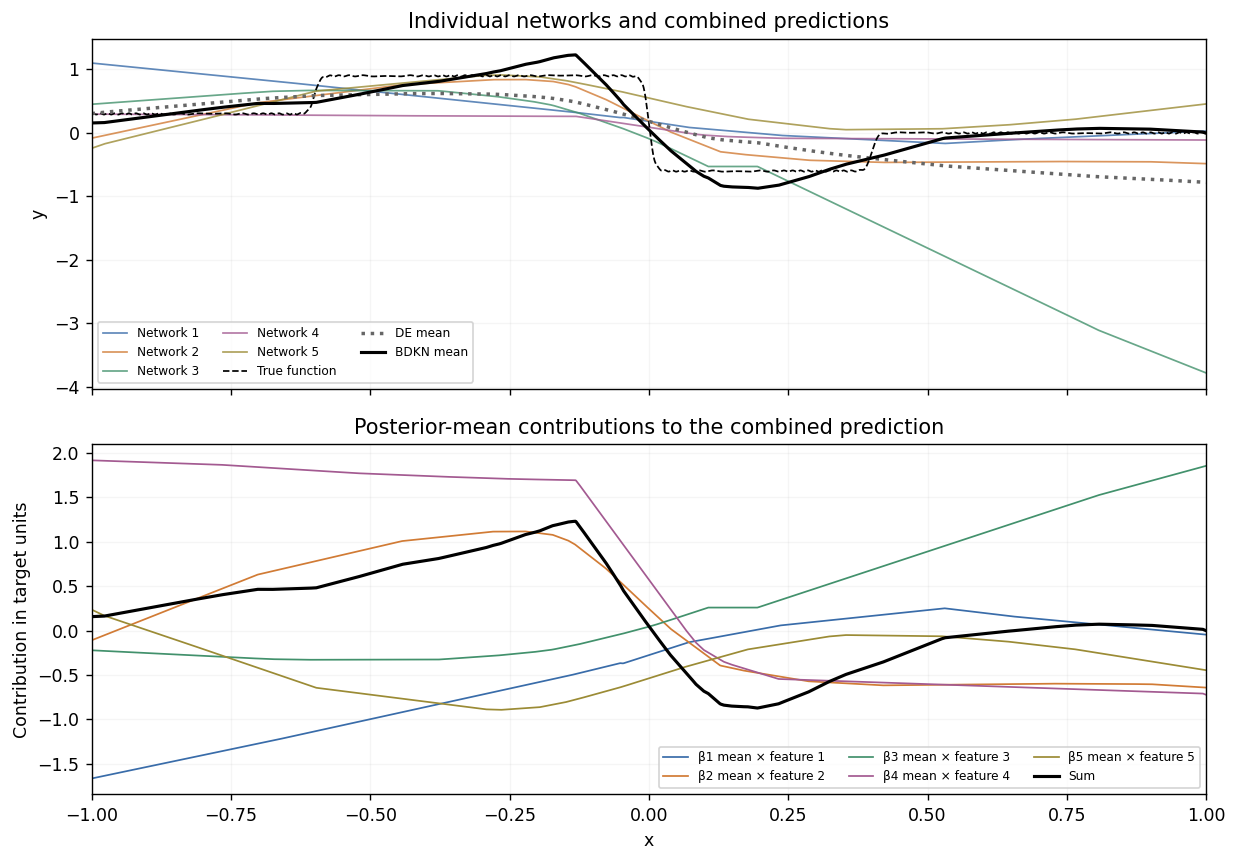 Individual networks and combined predictions
1
0
−1
−2
−3
−4
y
Network 1 Network 4 DE mean
Network 2 Network 5 BDKN mean
Network 3 True function
Posterior-mean contributions to the combined prediction
2.0
1.5
1.0
0.5
0.0
−0.5
−1.0
−1.5
Contribution in target units
β1 mean × feature 1 β3 mean × feature 3 β5 mean × feature 5
β2 mean × feature 2 β4 mean × feature 4 Sum
−1.00 −0.75 −0.50 −0.25 0.00 0.25 0.50 0.75 1.00
x